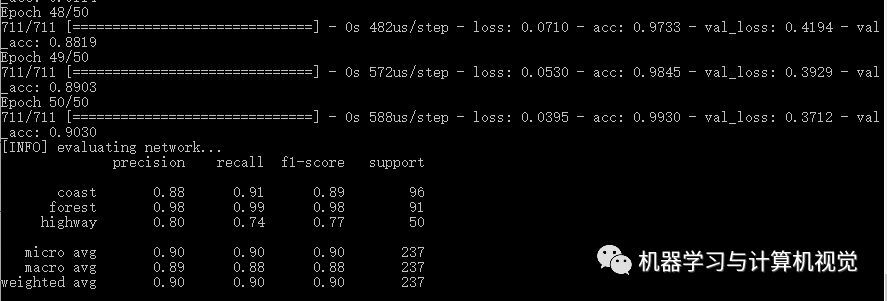 Epoch 48/50
711/711 [==============================] - 0s 482us/step - loss: 0.0710 - acc: 0.9733 - val_loss: 0.4194 - val
_acc: 0.8819
Epoch 49/50
711/711 [==============================] - 0s 572us/step - loss: 0.0530 - acc: 0.9845 - val_loss: 0.3929 - val
_acc: 0.8903
Epoch 50/50
711/711 [==============================] - 0s 588us/step - loss: 0.0395 - acc: 0.9930 - val_loss: 0.3712 - val
_acc: 0.9030
[INFO] evaluating network...
precision recall f1-score support
coast 0.88 0.91 0.89 96
forest 0.98 0.99 0.98 91
highway 0.80 0.74 0.77 50
micro avg 0.90 0.90 0.90 237
macro avg 0.89 0.88 0.88 237
weighted avg 0.90 0.90 0.90 237
机器学习与计算机视觉